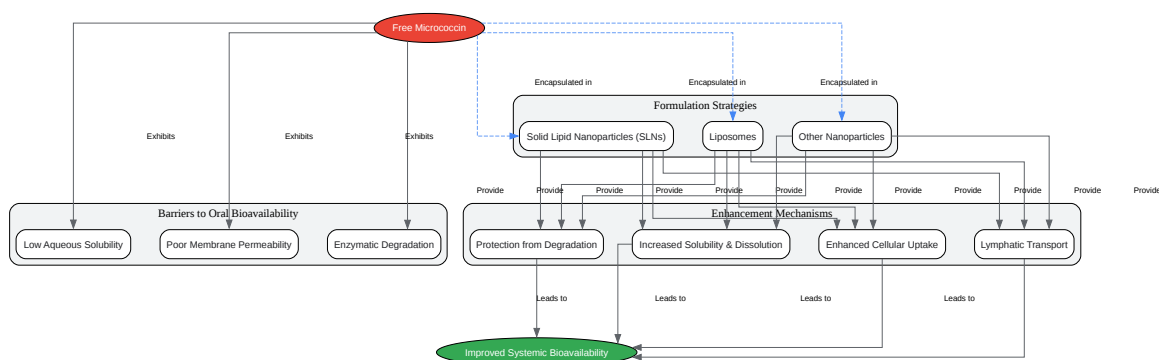 Free Micrococcin
Encapsulated in Encapsulated in Encapsulated in
Formulation Strategies
Solid Lipid Nanoparticles (SLNs) Liposomes Other Nanoparticles
Exhibits Exhibits Exhibits
Provide Provide Provide Provide Provide Provide Provide Provide Provide Provide Provide Provide
Barriers to Oral Bioavailability
Enhancement Mechanisms
Low Aqueous Solubility Poor Membrane Permeability Enzymatic Degradation
Protection from Degradation Increased Solubility & Dissolution Enhanced Cellular Uptake Lymphatic Transport
Leads to Leads to Leads to Leads to
Improved Systemic Bioavailability